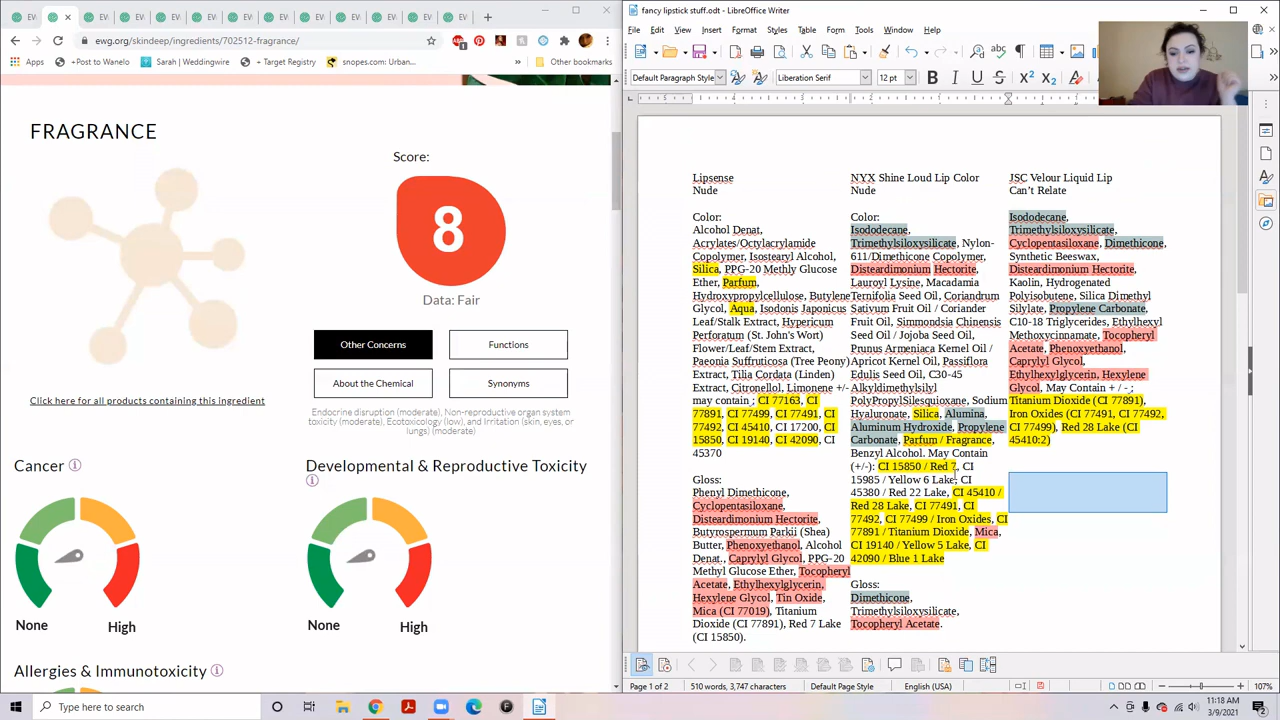 EV
EV
EV
EV
EV
EV
EV
EV
EV
EV
EV
EV
ewg.org/skindeep/ingredients/702512-fragrance/
Apps
+Post to Wanelo
Sarah | Weddingwire
+ Target Registry
snopes.com: Urban...
Other bookmarks
FRAGRANCE
Score:
8
Data: Fair
Other Concerns
Functions
About the Chemical
Synonyms
Click here for all products containing this ingredient
Endocrine disruption (moderate), Non-reproductive organ system
toxicity (moderate), Ecotoxicology (low), and Irritation (skin, eyes, or
lungs) (moderate)
Cancer
Developmental & Reproductive Toxicity
None
High
None
High
Allergies & Immunotoxicity
fancy lipstick stuff.odt - LibreOffice Writer
File Edit View Insert Format Styles Table Form Tools Window
Default Paragraph Style
Liberation Serif
12 pt
Lipsense
Nude
Color:
Alcohol Denat,
Acrylates/Octylacrylamide
Copolymer, Isostearyl Alcohol,
Silica, PPG-20 Methly Glucose
Ether, Parfum,
Hydroxypropylcellulose, Butylene
Glycol, Aqua, Isodonis Japonicus
Leaf/Stalk Extract, Hypericum
Perforatum (St. John's Wort)
Flower/Leaf/Stem Extract,
Paeonia Suffruticosa (Tree Peony)
Extract, Tilia Cordata (Linden)
Extract, Citronellol, Limonene +/-
may contain ; CI 77163, CI
77891, CI 77499, CI 77491, CI
77492, CI 45410, CI 17200, CI
15850, CI 19140, CI 42090, CI
45370
Gloss:
Phenyl Dimethicone,
Cyclopentasiloxane,
Disteardimonium Hectorite,
Butyrospermum Parkii (Shea)
Butter, Phenoxyethanol, Alcohol
Denat., Caprylyl Glycol, PPG-20
Methyl Glucose Ether, Tocopheryl
Acetate, Ethylhexylglycerin,
Hexylene Glycol, Tin Oxide,
Mica (CI 77019), Titanium
Dioxide (CI 77891), Red 7 Lake
(CI 15850).
NYX Shine Loud Lip Color
Nude
Color:
Isododecane,
Trimethylsiloxysilicate, Nylon-
611/Dimethicone Copolymer,
Disteardimonium Hectorite,
Lauroyl Lysine, Macadamia
Ternifolia Seed Oil, Coriandrum
Sativum Fruit Oil / Coriander
Fruit Oil, Simmondsia Chinensis
Seed Oil / Jojoba Seed Oil,
Prunus Armeniaca Kernel Oil /
Apricot Kernel Oil, Passiflora
Edulis Seed Oil, C30-45
Alkyldimethylsilyl
PolyPropylSilesquioxane, Sodium
Hyaluronate, Silica, Alumina,
Aluminum Hydroxide, Propylene
Carbonate, Parfum / Fragrance,
Benzyl Alcohol. May Contain
(+/-): CI 15850 / Red 7, CI
15985 / Yellow 6 Lake, CI
45380 / Red 22 Lake, CI 45410 /
Red 28 Lake, CI 77491, CI
77492, CI 77499 / Iron Oxides, CI
77891 / Titanium Dioxide, Mica,
CI 19140 / Yellow 5 Lake, CI
42090 / Blue 1 Lake
Gloss:
Dimethicone,
Trimethylsiloxysilicate,
Tocopheryl Acetate.
JSC Velour Liquid Lip
Can't Relate
Isododecane,
Trimethylsiloxysilicate,
Cyclopentasiloxane, Dimethicone,
Synthetic Beeswax,
Disteardimonium Hectorite,
Kaolin, Hydrogenated
Polyisobutene, Silica Dimethyl
Silylate, Propylene Carbonate,
C10-18 Triglycerides, Ethylhexyl
Methoxycinnamate, Tocopheryl
Acetate, Phenoxyethanol,
Caprylyl Glycol,
Ethylhexylglycerin, Hexylene
Glycol, May Contain + / - ;
Titanium Dioxide (CI 77891),
Iron Oxides (CI 77491, CI 77492,
CI 77499), Red 28 Lake (CI
45410:2)
Page 1 of 2
510 words, 3,747 characters
Default Page Style
English (USA)
107%
Type here to search
11:18 AM
3/9/2021